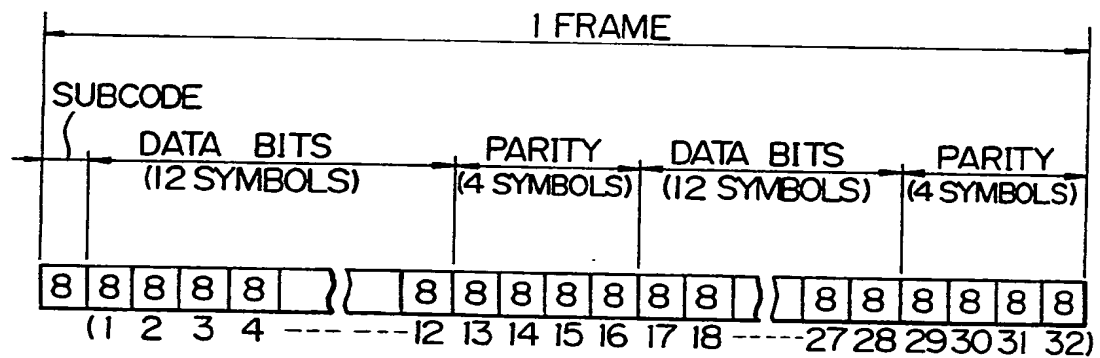 1 FRAME
SUBCODE
DATA BITS PARITY DATA BITS PARITY
(12 SYMBOLS) (4 SYMBOLS) (12 SYMBOLS) (4 SYMBOLS)
8 8 8 8 8 8 8 8 8 8 8 8 8 8 8 8 8 8
(1 2 3 4 ---- ---12 13 14 15 16 17 18 -----27 28 29 30 31 32)